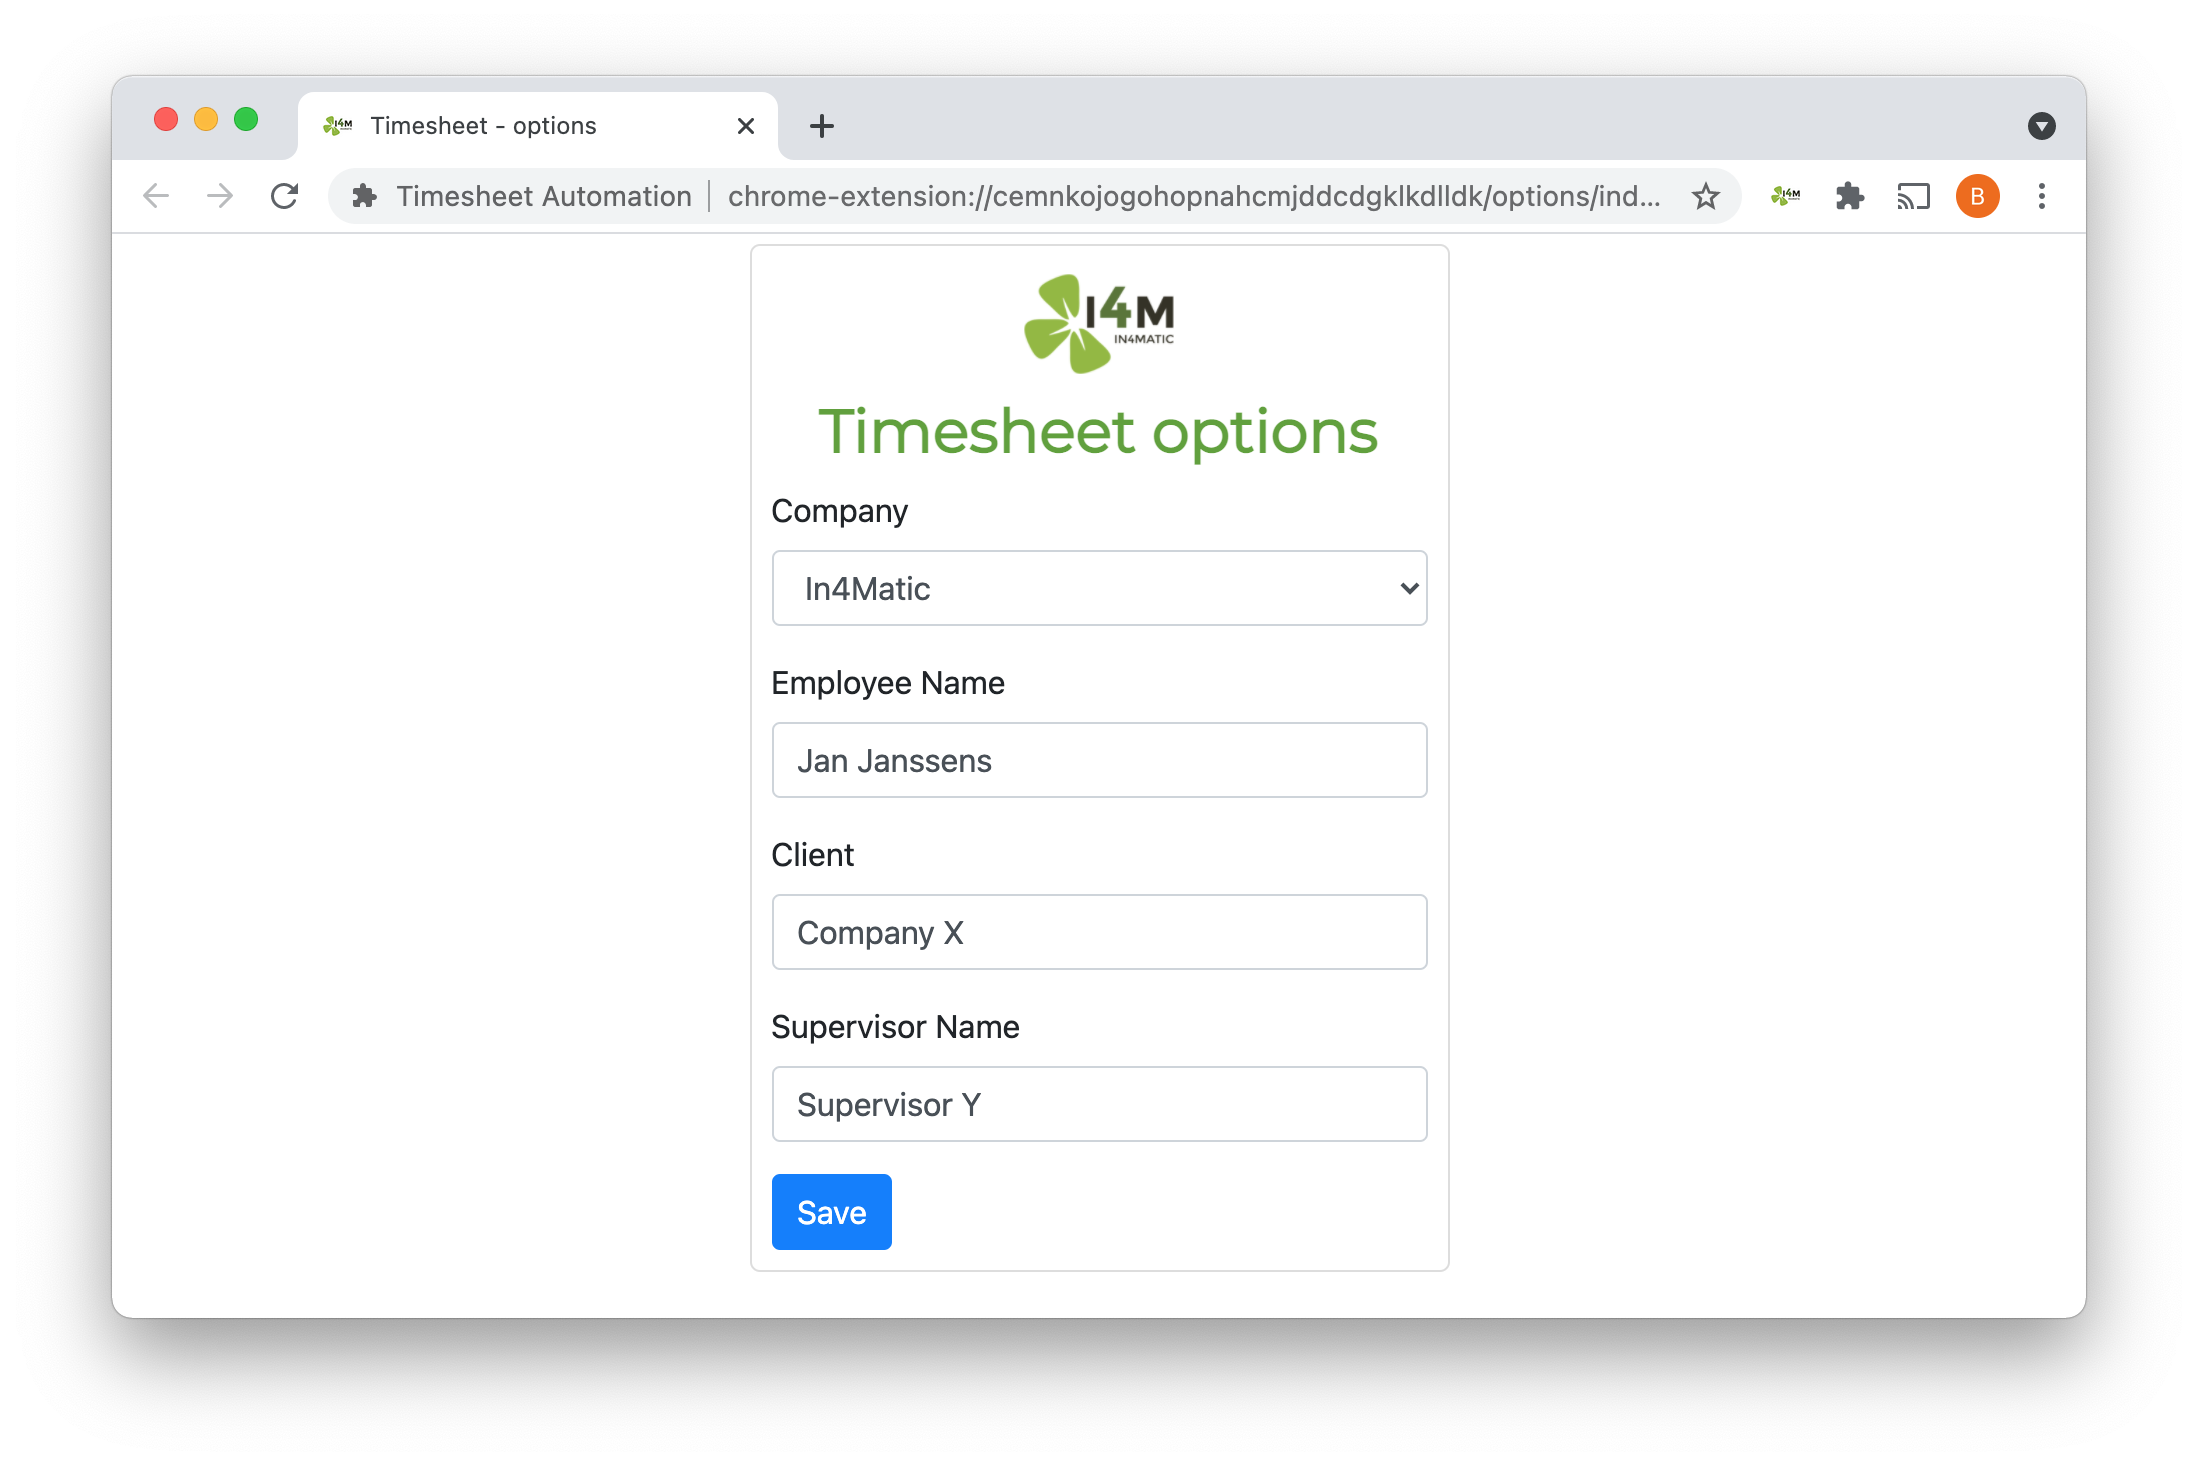 Timesheet - options
Timesheet Automation | chrome-extension://cemnkojogohopnahcmjddcdgklkdlldk/options/ind...
B
I4M
IN4MATIC
Timesheet options
Company
In4Matic
Employee Name
Jan Janssens
Client
Company X
Supervisor Name
Supervisor Y
Save